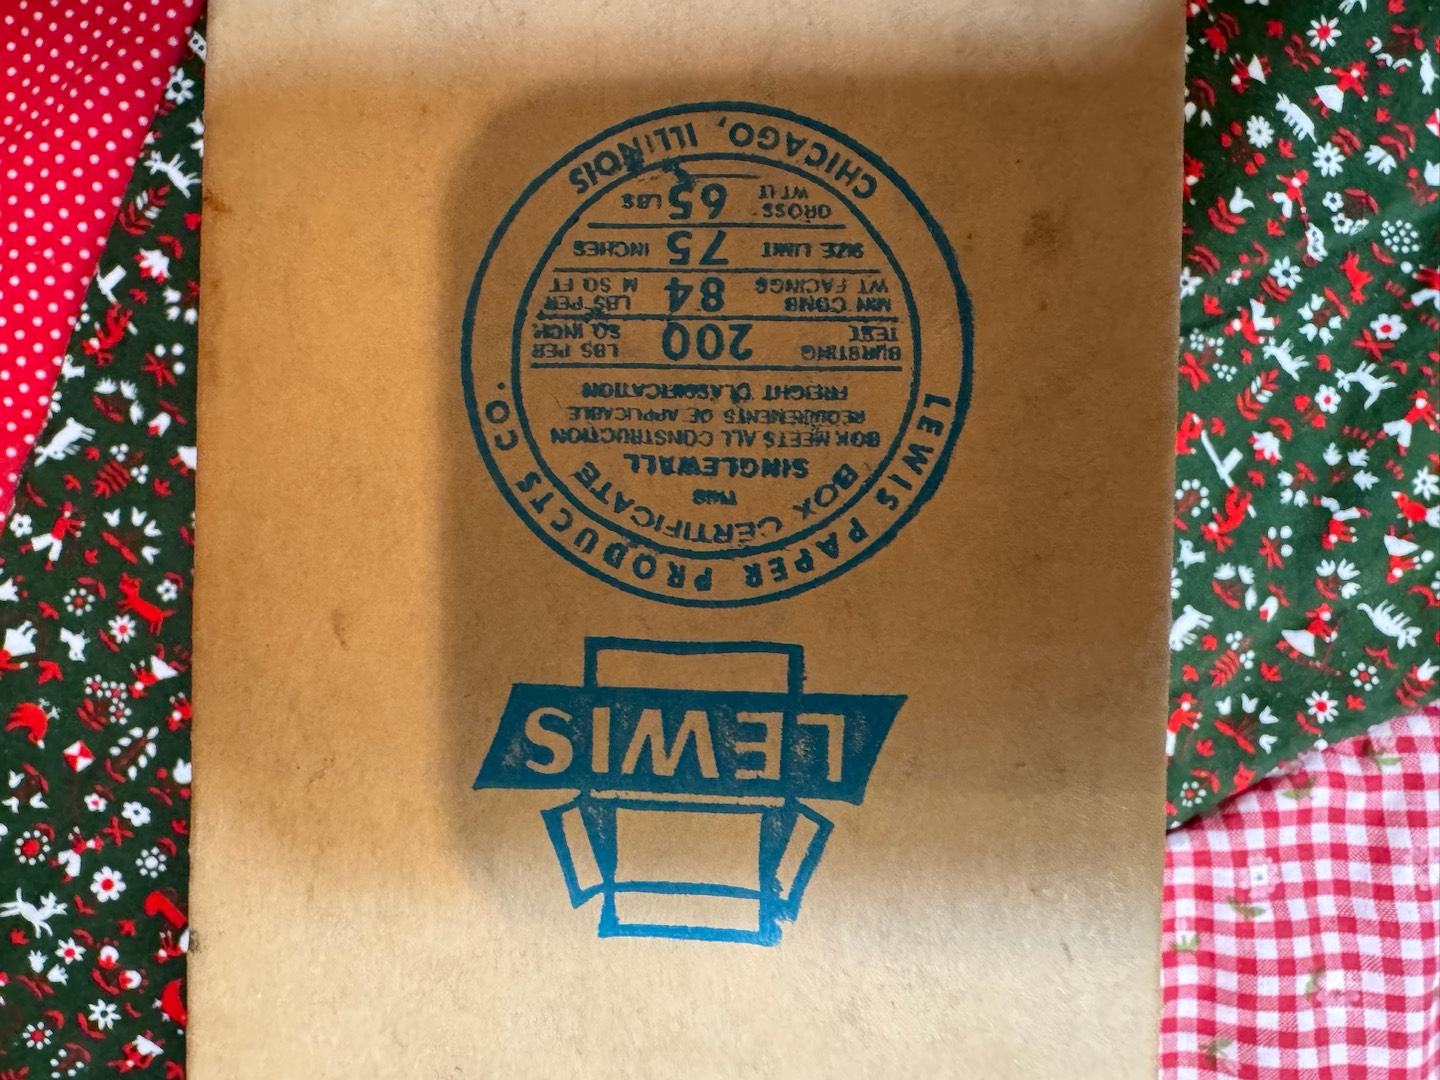 LEWIS
LEWIS PAPER PRODUCTS CO.
BOX CERTIFICATE
THIS
SINGLEWALL
BOX MEETS ALL CONSTRUCTION
REQUIREMENTS OF APPLICABLE
FREIGHT CLASSIFICATION
BURSTING TEST 200 LBS PER SQ. INCH
MIN COMB WT FACINGS 84 LBS PER M SQ FT
SIZE LIMIT 75 INCHES
GROSS WT LT 65 LBS
CHICAGO, ILLINOIS